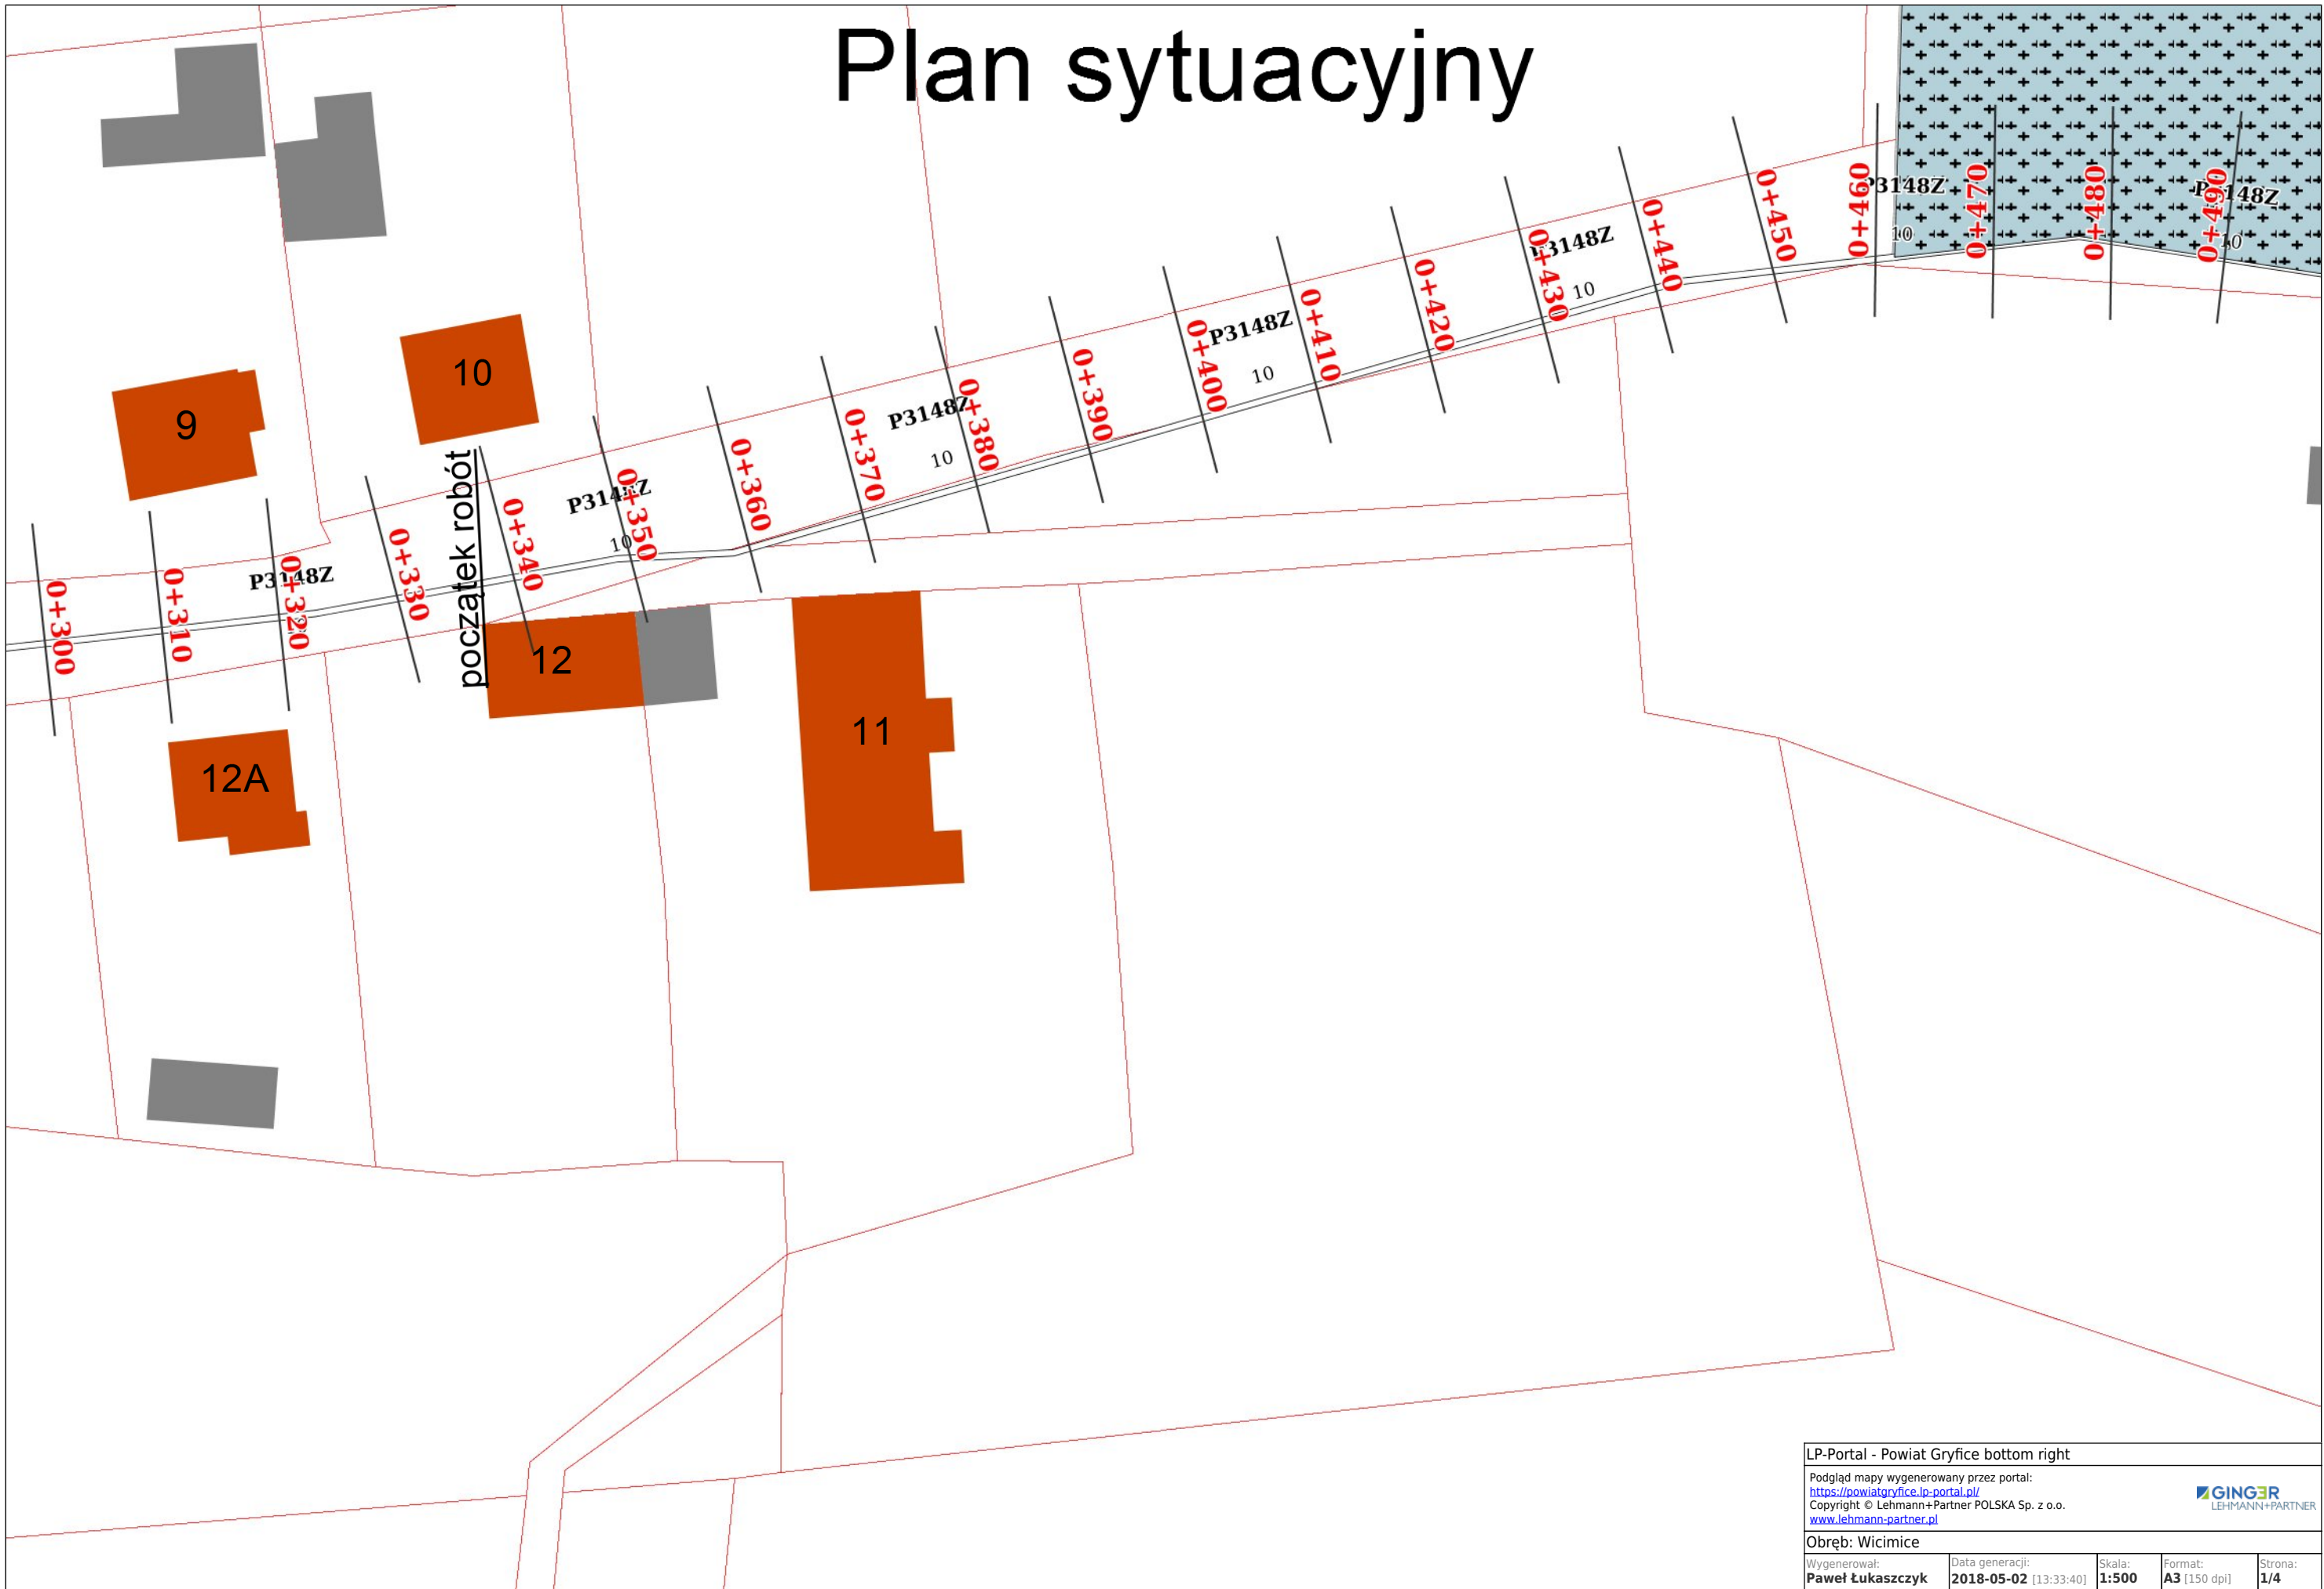 Plan sytuacyjny
0+300
0+310
P3148Z
0+320
0+330
początek robót
0+340
P3148Z
10
0+350
0+360
0+370
P3148Z
10
0+380
0+390
0+400
P3148Z
10
0+410
0+420
0+430
P3148Z
10
0+440
0+450
0+460
P3148Z
10
0+470
0+480
P3148Z
0+490
10
9
10
12
11
12A
LP-Portal - Powiat Gryfice bottom right
Podgląd mapy wygenerowany przez portal:
https://powiatgryfice.lp-portal.pl/
Copyright © Lehmann+Partner POLSKA Sp. z o.o.
www.lehmann-partner.pl
GINGER
LEHMANN+PARTNER
Obręb: Wicimice
Wygenerował: Data generacji: Skala: Format: Strona:
Paweł Łukaszczyk 2018-05-02 [13:33:40] 1:500 A3 [150 dpi] 1/4